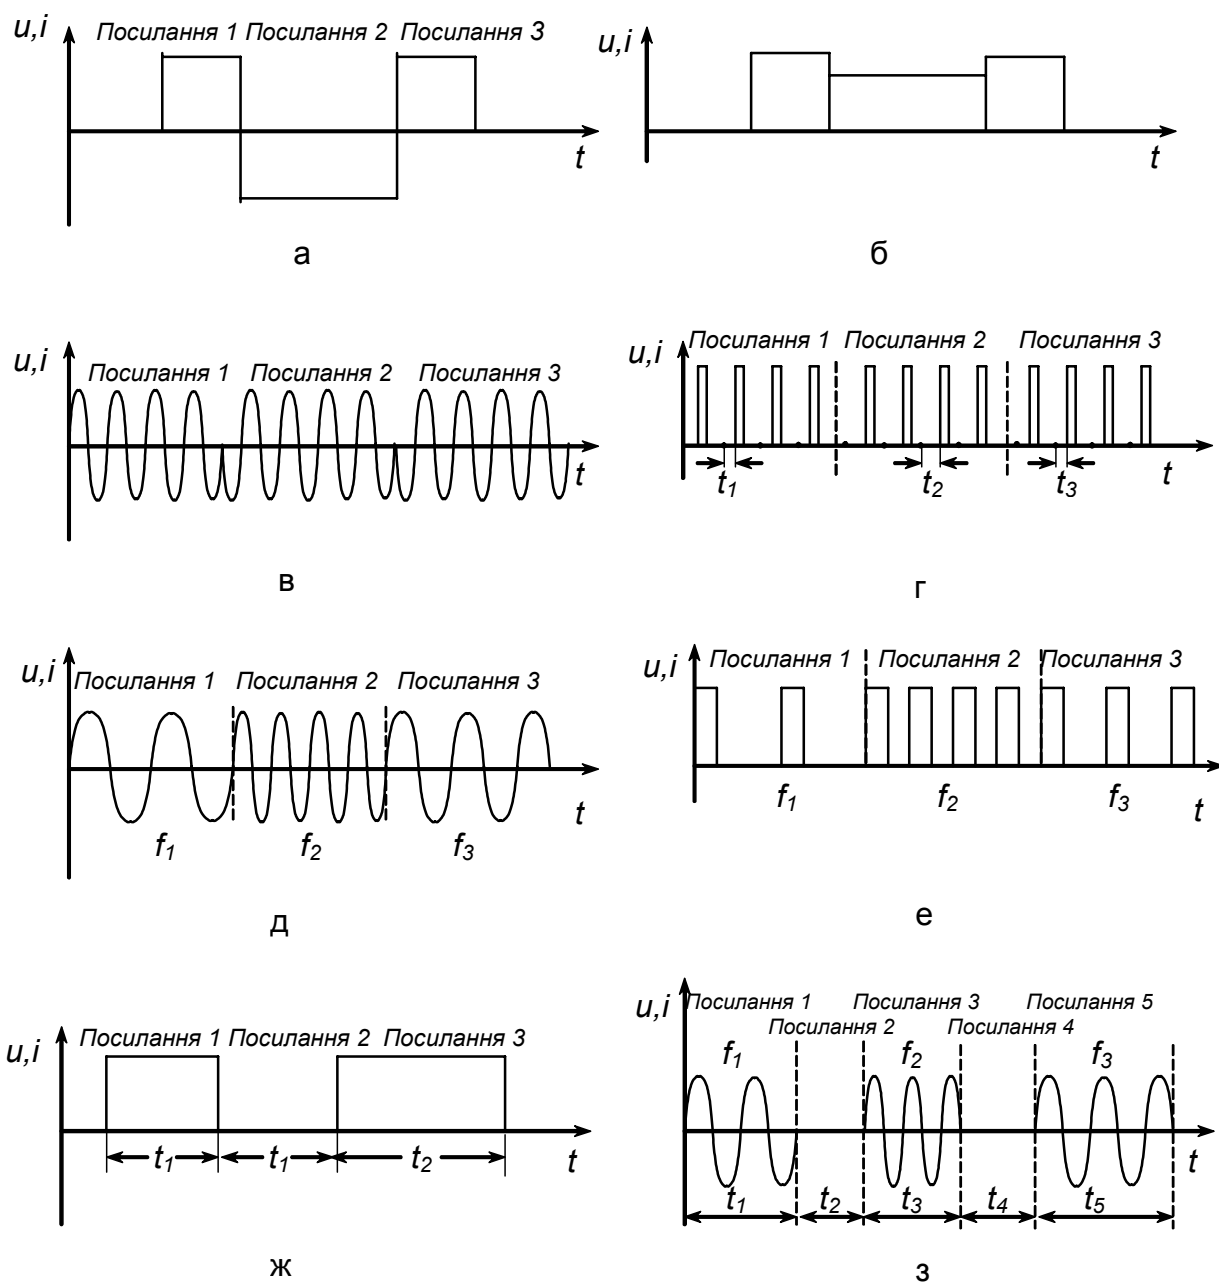 u,i Посилання 1 Посилання 2 Посилання 3
t
а
u,i
t
б
u,i
Посилання 1 Посилання 2 Посилання 3
t
в
u,i
Посилання 1 Посилання 2 Посилання 3
t1 t2 t3 t
г
u,i
Посилання 1 Посилання 2 Посилання 3
f1 f2 f3 t
д
u,i
Посилання 1 Посилання 2 Посилання 3
f1 f2 f3 t
е
u,i
Посилання 1 Посилання 2 Посилання 3
t1 t1 t2 t
ж
u,i
Посилання 1 Посилання 3 Посилання 5
Посилання 2 Посилання 4
f1 f2 f3
t
t1 t2 t3 t4 t5
з